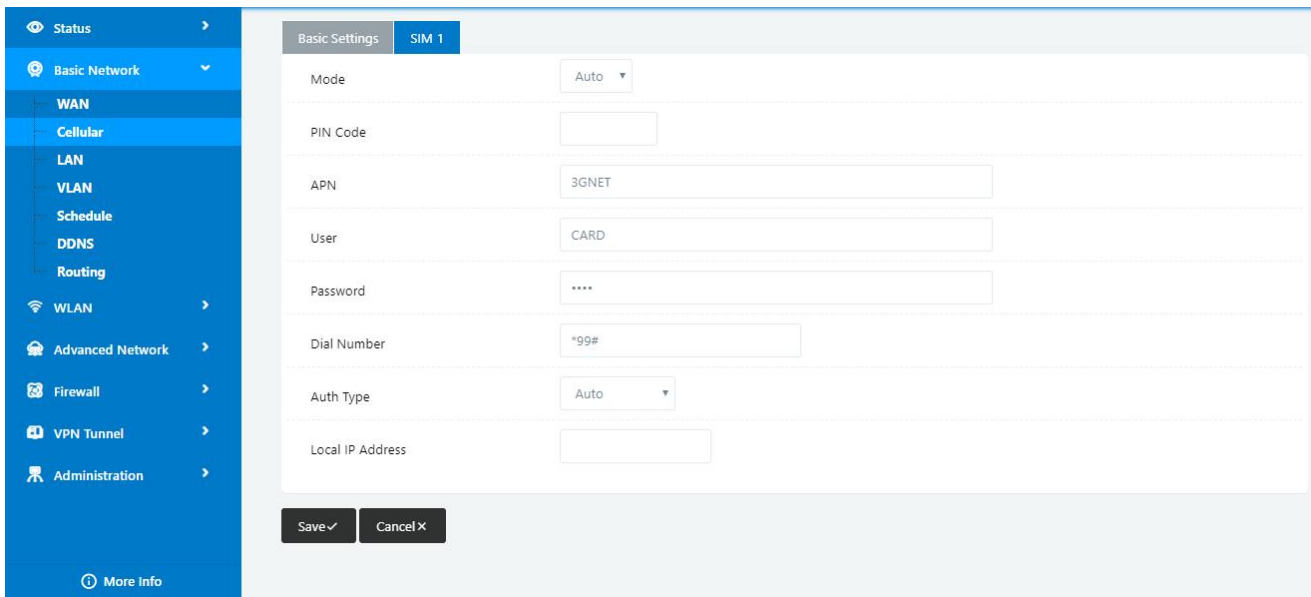 Status
Basic Network
WAN
Cellular
LAN
VLAN
Schedule
DDNS
Routing
WLAN
Advanced Network
Firewall
VPN Tunnel
Administration
More Info
Basic Settings SIM 1
Mode Auto
PIN Code
APN 3GNET
User CARD
Password ••••
Dial Number *99#
Auth Type Auto
Local IP Address
Save Cancel